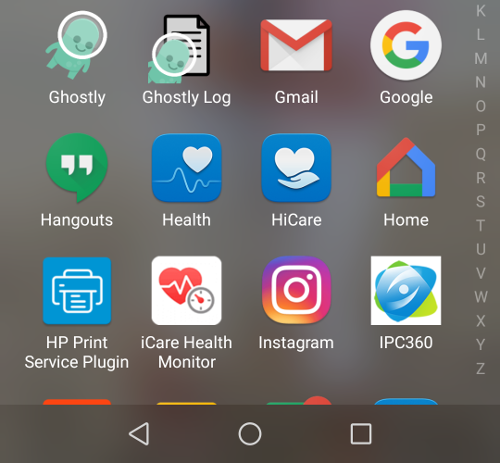 Ghostly
Ghostly Log
Gmail
Google
Hangouts
Health
HiCare
Home
HP Print
Service Plugin
iCare Health
Monitor
Instagram
IPC360
K
L
M
N
O
P
Q
R
S
T
U
V
W
X
Y
Z